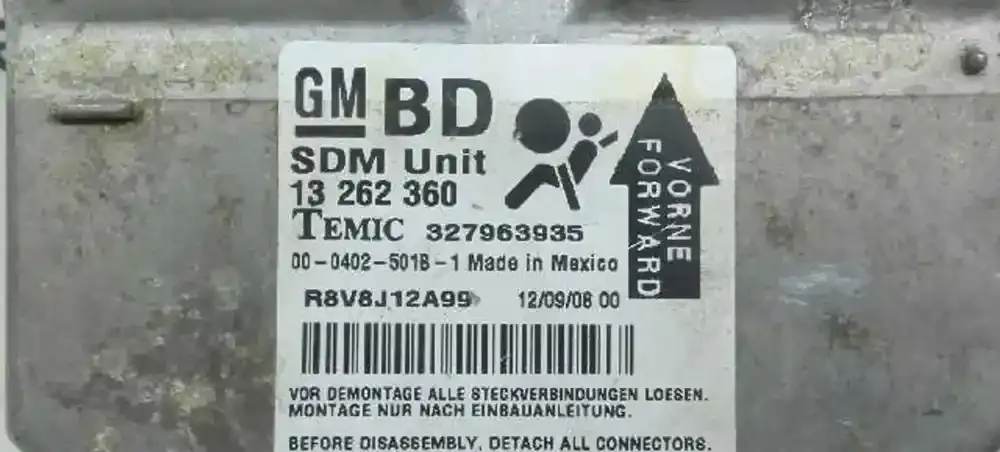 GM BD
SDM Unit
13 262 360
TEMIC 327963935
00-0402-501B-1 Made in Mexico
R8V8J12A99 12/09/08 00
VORNE
FORWARD
VOR DEMONTAGE ALLE STECKVERBINDUNGEN LOESEN.
MONTAGE NUR NACH EINBAUANLEITUNG.
BEFORE DISASSEMBLY, DETACH ALL CONNECTORS.